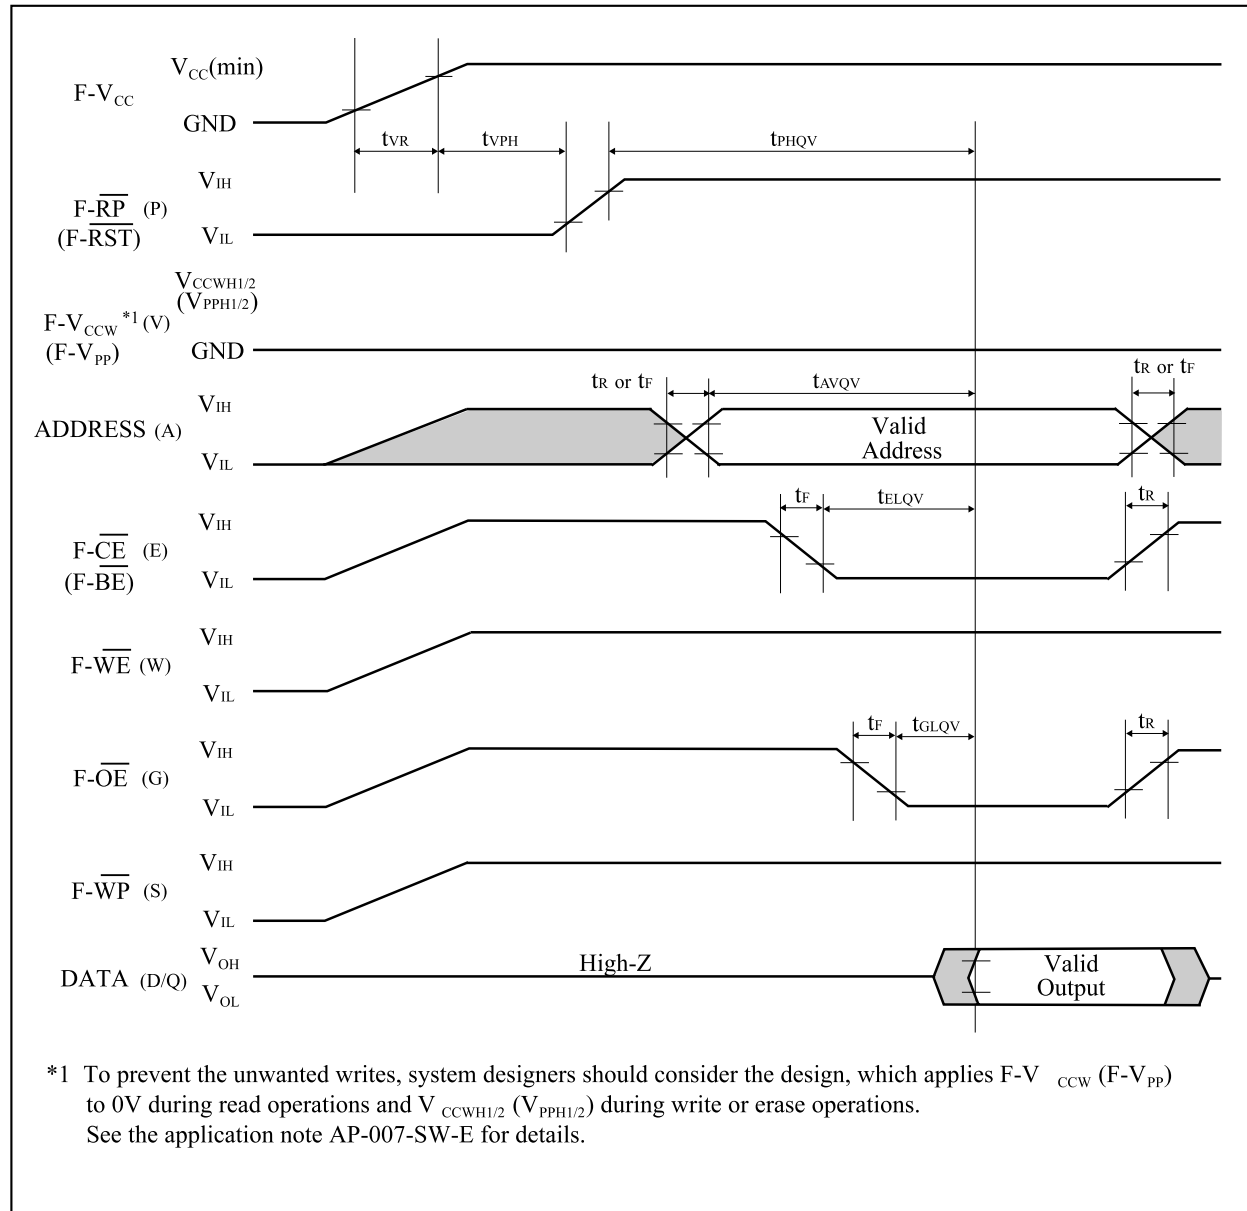 VCC(min)
F-VCC
GND
tVR
tVPH
tPHQV
VIH
F-RP (P)
(F-RST)
VIL
VCCWH1/2
(VPPH1/2)
F-VCCW *1 (V)
(F-VPP)
GND
tR or tF
tAVQV
tR or tF
VIH
ADDRESS (A)
Valid
Address
VIL
tF
tELQV
tR
VIH
F-CE (E)
(F-BE)
VIL
VIH
F-WE (W)
VIL
tF
tGLQV
tR
VIH
F-OE (G)
VIL
VIH
F-WP (S)
VIL
VOH
High-Z
DATA (D/Q)
Valid
Output
VOL
*1 To prevent the unwanted writes, system designers should consider the design, which applies F-V CCW (F-VPP)
to 0V during read operations and V CCWH1/2 (VPPH1/2) during write or erase operations.
See the application note AP-007-SW-E for details.